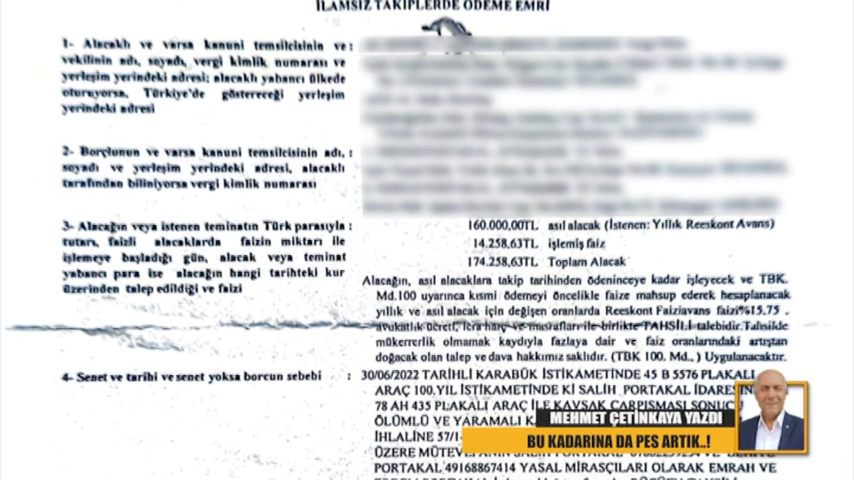 İLAMSIZ TAKİPLERDE ÖDEME EMRİ
1- Alacaklı ve varsa kanuni temsilcisinin ve :
vekilinin adı, soyadı, vergi kimlik numarası ve
yerleşim yerindeki adresi; alacaklı yabancı ülkede
oturuyorsa, Türkiye'de göstereceği yerleşim
yerindeki adresi
2- Borçlunun ve varsa kanuni temsilcisinin adı, :
soyadı ve yerleşim yerindeki adresi, alacaklı
tarafından biliniyorsa vergi kimlik numarası
3- Alacağın veya istenen teminatın Türk parasıyla :
tutarı, faizli alacaklarda faizin miktarı ile
işlemeye başladığı gün, alacak veya teminat
yabancı para ise alacağın hangi tarihteki kur
üzerinden talep edildiği ve faizi
160.000,00TL asıl alacak (İstenen: Yıllık Reeskont Avans)
14.258,63TL işlemiş faiz
174.258,63TL Toplam Alacak
Alacağın, asıl alacaklara takip tarihinden ödeninceye kadar işleyecek ve TBK.
Md.100 uyarınca kısmi ödemeyi öncelikle faize mahsup ederek hesaplanacak
yıllık ve asıl alacak için değişen oranlarda Reeskont Faiziavans faizi%15.75 .
avukatlık ücreti, icra harç ve masrafları ile birlikte TAHSİLİ talebidir.Tahsilde
mükerrerlik olmamak kaydıyla fazlaya dair ve faiz oranlarındaki artıştan
doğacak olan talep ve dava hakkımız saklıdır. (TBK 100. Md., ) Uygulanacaktır.
4- Senet ve tarihi ve senet yoksa borcun sebebi :
30/06/2022 TARİHLİ KARABÜK İSTİKAMETİNDE 45 B 5576 PLAKALI
ARAÇ 100.YIL İSTİKAMETİNDE Kİ SALİH PORTAKAL İDARESİN
78 AH 435 PLAKALI ARAÇ İLE KAVŞAK ÇARPIŞMASI SONUCU
ÖLÜMLÜ VE YARAMALI
İHLALİNE 57/1-
ÜZERE
PORTAKAL 49168867414 YASAL MİRASÇILARI OLARAK EMRAH VE
MEHMET ÇETİNKAYA YAZDI
BU KADARINA DA PES ARTIK..!